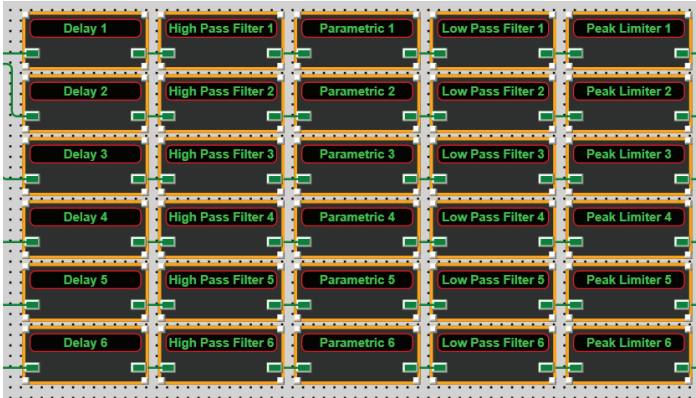 Delay 1 High Pass Filter 1 Parametric 1 Low Pass Filter 1 Peak Limiter 1
Delay 2 High Pass Filter 2 Parametric 2 Low Pass Filter 2 Peak Limiter 2
Delay 3 High Pass Filter 3 Parametric 3 Low Pass Filter 3 Peak Limiter 3
Delay 4 High Pass Filter 4 Parametric 4 Low Pass Filter 4 Peak Limiter 4
Delay 5 High Pass Filter 5 Parametric 5 Low Pass Filter 5 Peak Limiter 5
Delay 6 High Pass Filter 6 Parametric 6 Low Pass Filter 6 Peak Limiter 6